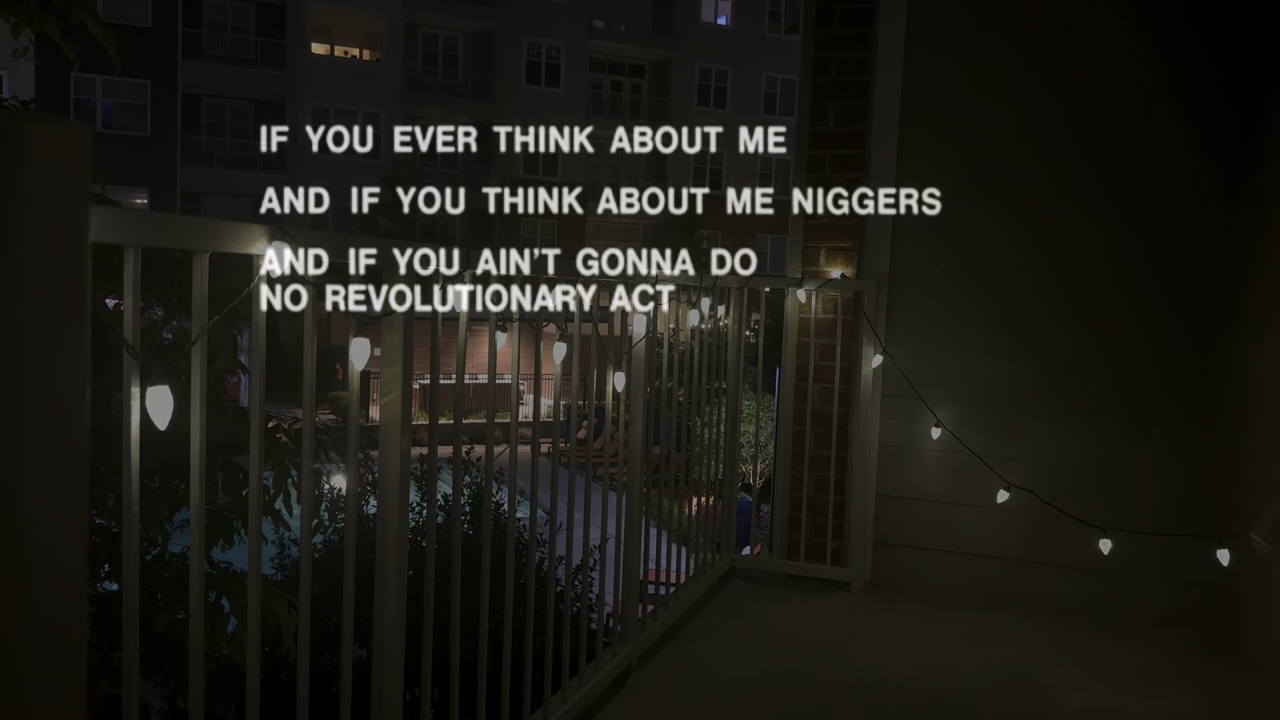 IF YOU EVER THINK ABOUT ME
AND IF YOU THINK ABOUT ME NIGGERS
AND IF YOU AIN'T GONNA DO
NO REVOLUTIONARY ACT